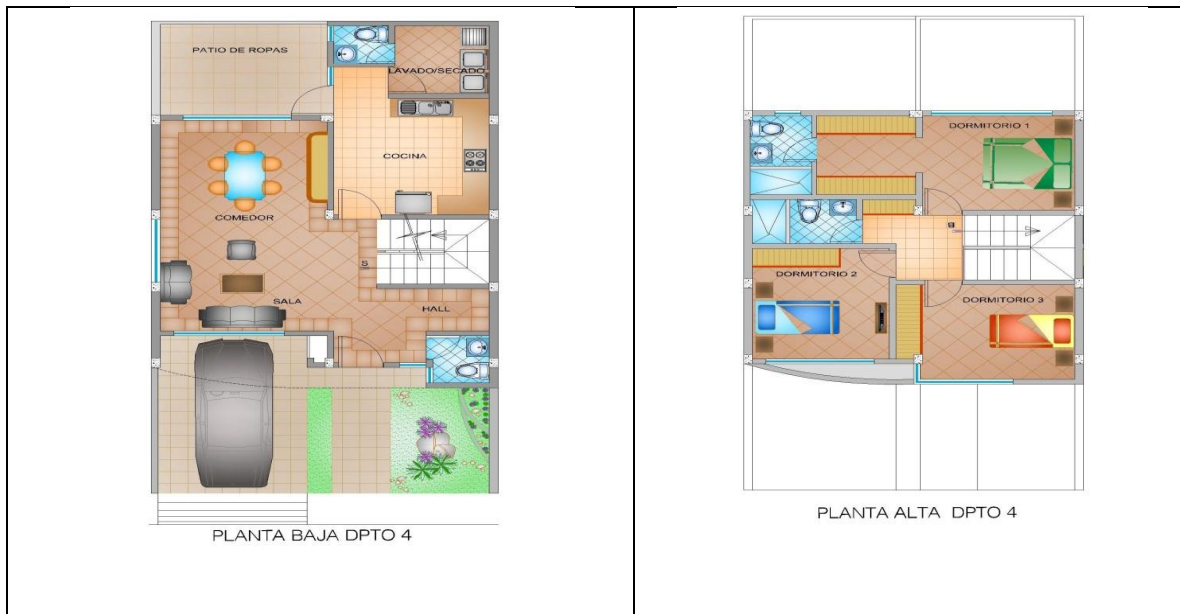 PATIO DE ROPAS
LAVADO/SECADO
COCINA
COMEDOR
S
SALA
HALL
PLANTA BAJA DPTO 4
DORMITORIO 1
DORMITORIO 2
DORMITORIO 3
PLANTA ALTA DPTO 4